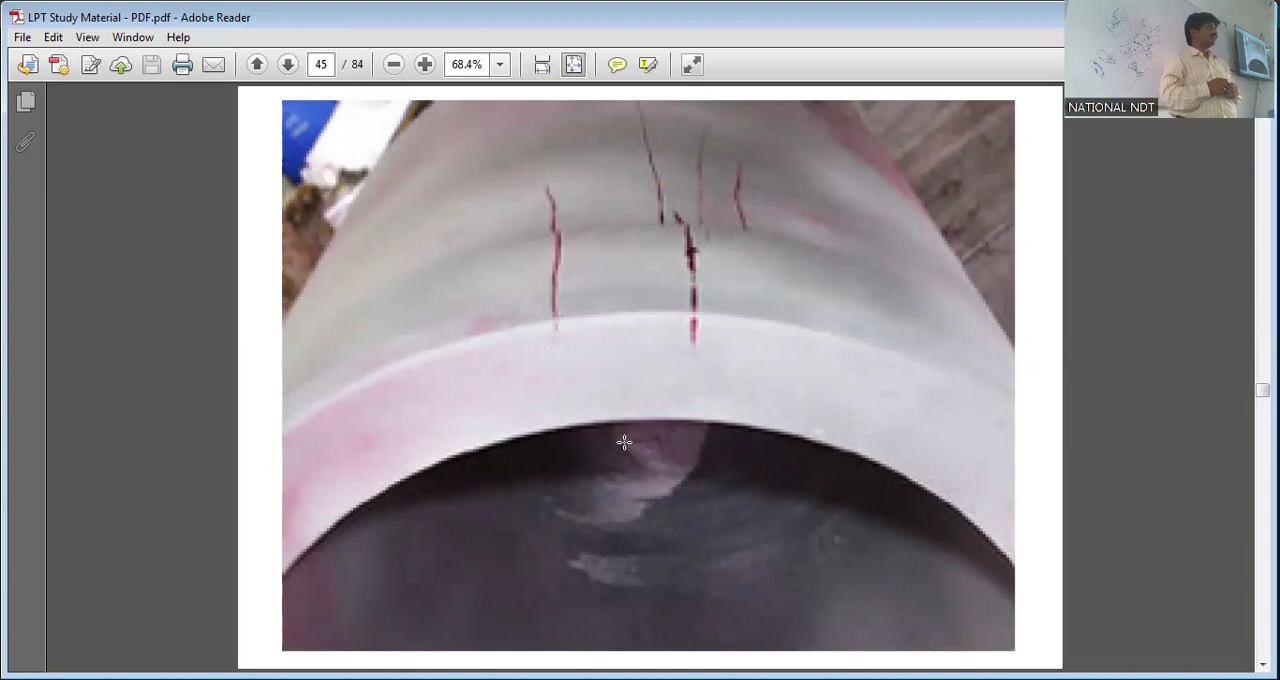 LPT Study Material - PDF.pdf - Adobe Reader
File Edit View Window Help
45 / 84 68.4%
NATIONAL NDT